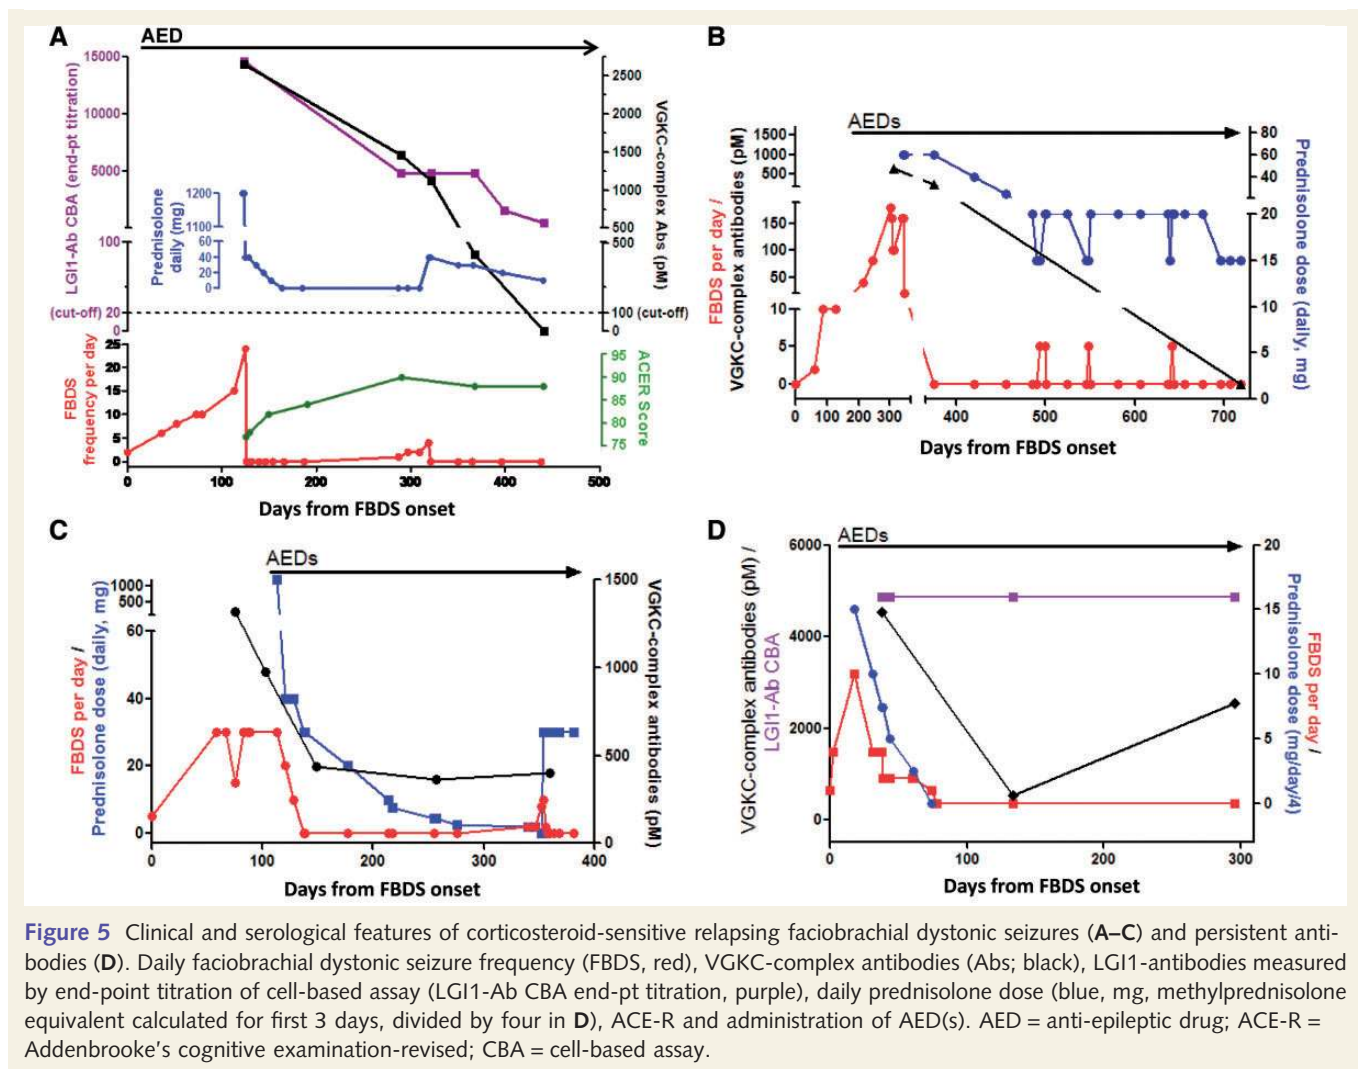 A
AED
LGI1-Ab CBA (end-pt titration)
15000
10000
5000
100
(cut-off) 20
0
Prednisolone
daily (mg)
1200
1100
60
40
20
0
VGKC-complex Abs (pM)
2500
2000
1500
1000
500
500
100 (cut-off)
0
FBDS
frequency per day
25
20
15
10
5
0
ACER Score
95
90
85
80
75
0 100 200 300 400 500
Days from FBDS onset
B
AEDs
FBDS per day /
VGKC-complex antibodies (pM)
1500
1000
500
150
100
50
10
5
0
Prednisolone dose (daily, mg)
80
60
40
20
15
10
5
0
0 100 200 300 400 500 600 700
Days from FBDS onset
C
AEDs
FBDS per day /
Prednisolone dose (daily, mg)
1000
500
60
40
20
0
VGKC-complex antibodies (pM)
1500
1000
500
0
0 100 200 300 400
Days from FBDS onset
D
AEDs
VGKC-complex antibodies (pM) /
LGI1-Ab CBA
6000
4000
2000
0
FBDS per day /
Prednisolone dose (mg/day/4)
20
15
10
5
0
0 100 200 300
Days from FBDS onset
Figure 5 Clinical and serological features of corticosteroid-sensitive relapsing faciobrachial dystonic seizures (A–C) and persistent anti-
bodies (D). Daily faciobrachial dystonic seizure frequency (FBDS, red), VGKC-complex antibodies (Abs; black), LGI1-antibodies measured
by end-point titration of cell-based assay (LGI1-Ab CBA end-pt titration, purple), daily prednisolone dose (blue, mg, methylprednisolone
equivalent calculated for first 3 days, divided by four in D), ACE-R and administration of AED(s). AED = anti-epileptic drug; ACE-R =
Addenbrooke's cognitive examination-revised; CBA = cell-based assay.